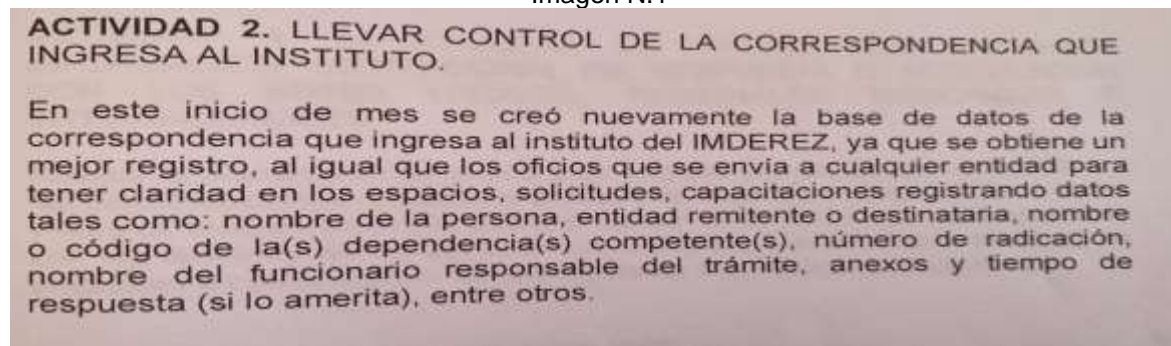 ACTIVIDAD 2. LLEVAR CONTROL DE LA CORRESPONDENCIA QUE
INGRESA AL INSTITUTO.
En este inicio de mes se creó nuevamente la base de datos de la
correspondencia que ingresa al instituto del IMDEREZ, ya que se obtiene un
mejor registro, al igual que los oficios que se envía a cualquier entidad para
tener claridad en los espacios, solicitudes, capacitaciones registrando datos
tales como: nombre de la persona, entidad remitente o destinataria, nombre
o código de la(s) dependencia(s) competente(s), número de radicación,
nombre del funcionario responsable del trámite, anexos y tiempo de
respuesta (si lo amerita), entre otros.